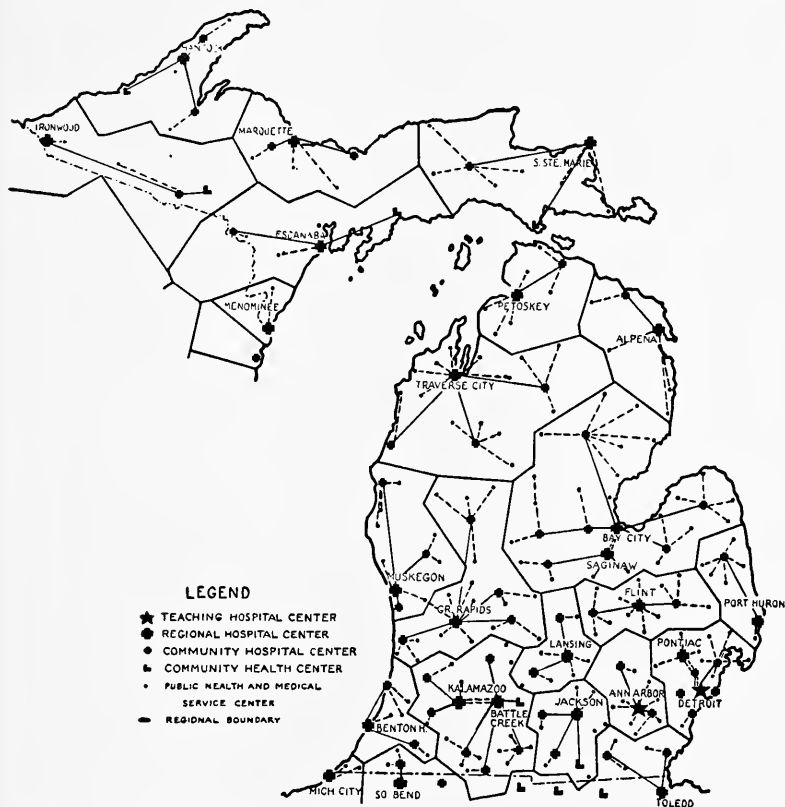 HANCOCK
IRONWOOD
MARQUETTE
S. STE. MARIE
ESCANABA
MENOMINEE
PETOSKEY
ALPENA
TRAVERSE CITY
BAY CITY
SAGINAW
MUSKEGON
GR. RAPIDS
FLINT
PORT HURON
LANSING
PONTIAC
KALAMAZOO
BATTLE
CREEK
JACKSON
ANN ARBOR
DETROIT
BENTON H.
MICH CITY
SO BEND
TOLEDO
LEGEND
TEACHING HOSPITAL CENTER
REGIONAL HOSPITAL CENTER
COMMUNITY HOSPITAL CENTER
COMMUNITY HEALTH CENTER
PUBLIC HEALTH AND MEDICAL
SERVICE CENTER
REGIONAL BOUNDARY